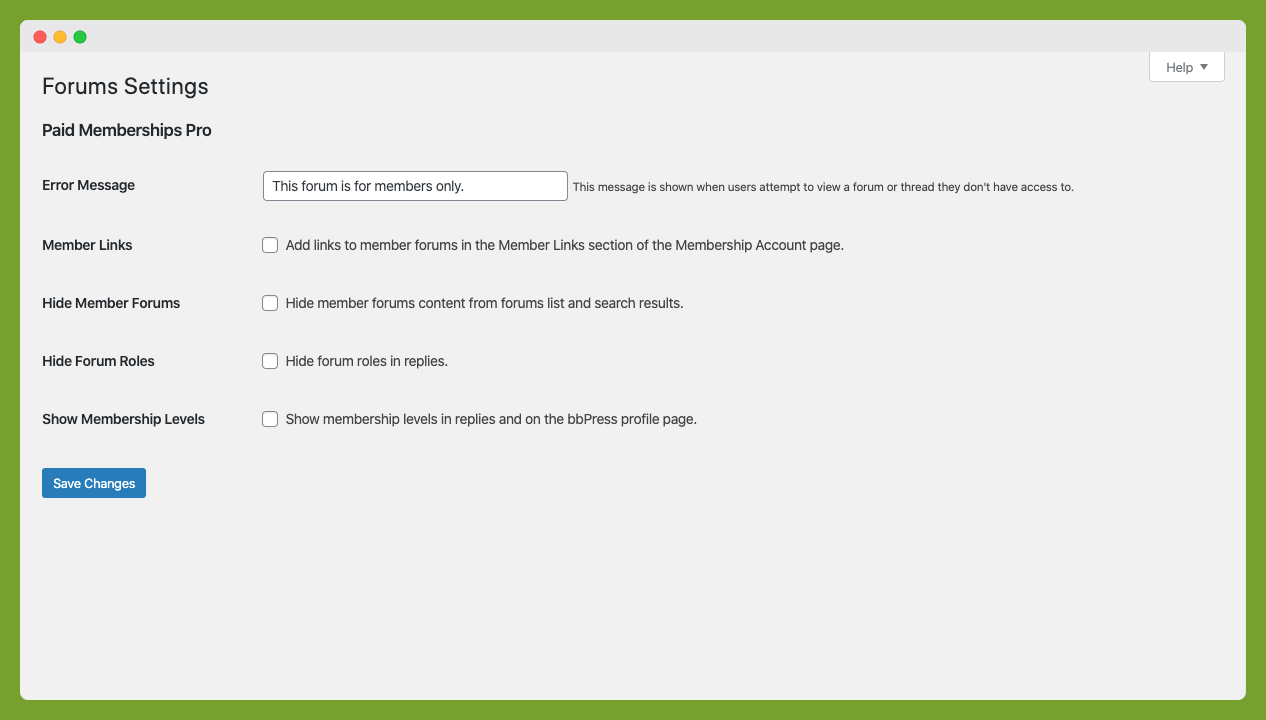 Help
Forums Settings
Paid Memberships Pro
Error Message
This forum is for members only.
This message is shown when users attempt to view a forum or thread they don't have access to.
Member Links
Add links to member forums in the Member Links section of the Membership Account page.
Hide Member Forums
Hide member forums content from forums list and search results.
Hide Forum Roles
Hide forum roles in replies.
Show Membership Levels
Show membership levels in replies and on the bbPress profile page.
Save Changes